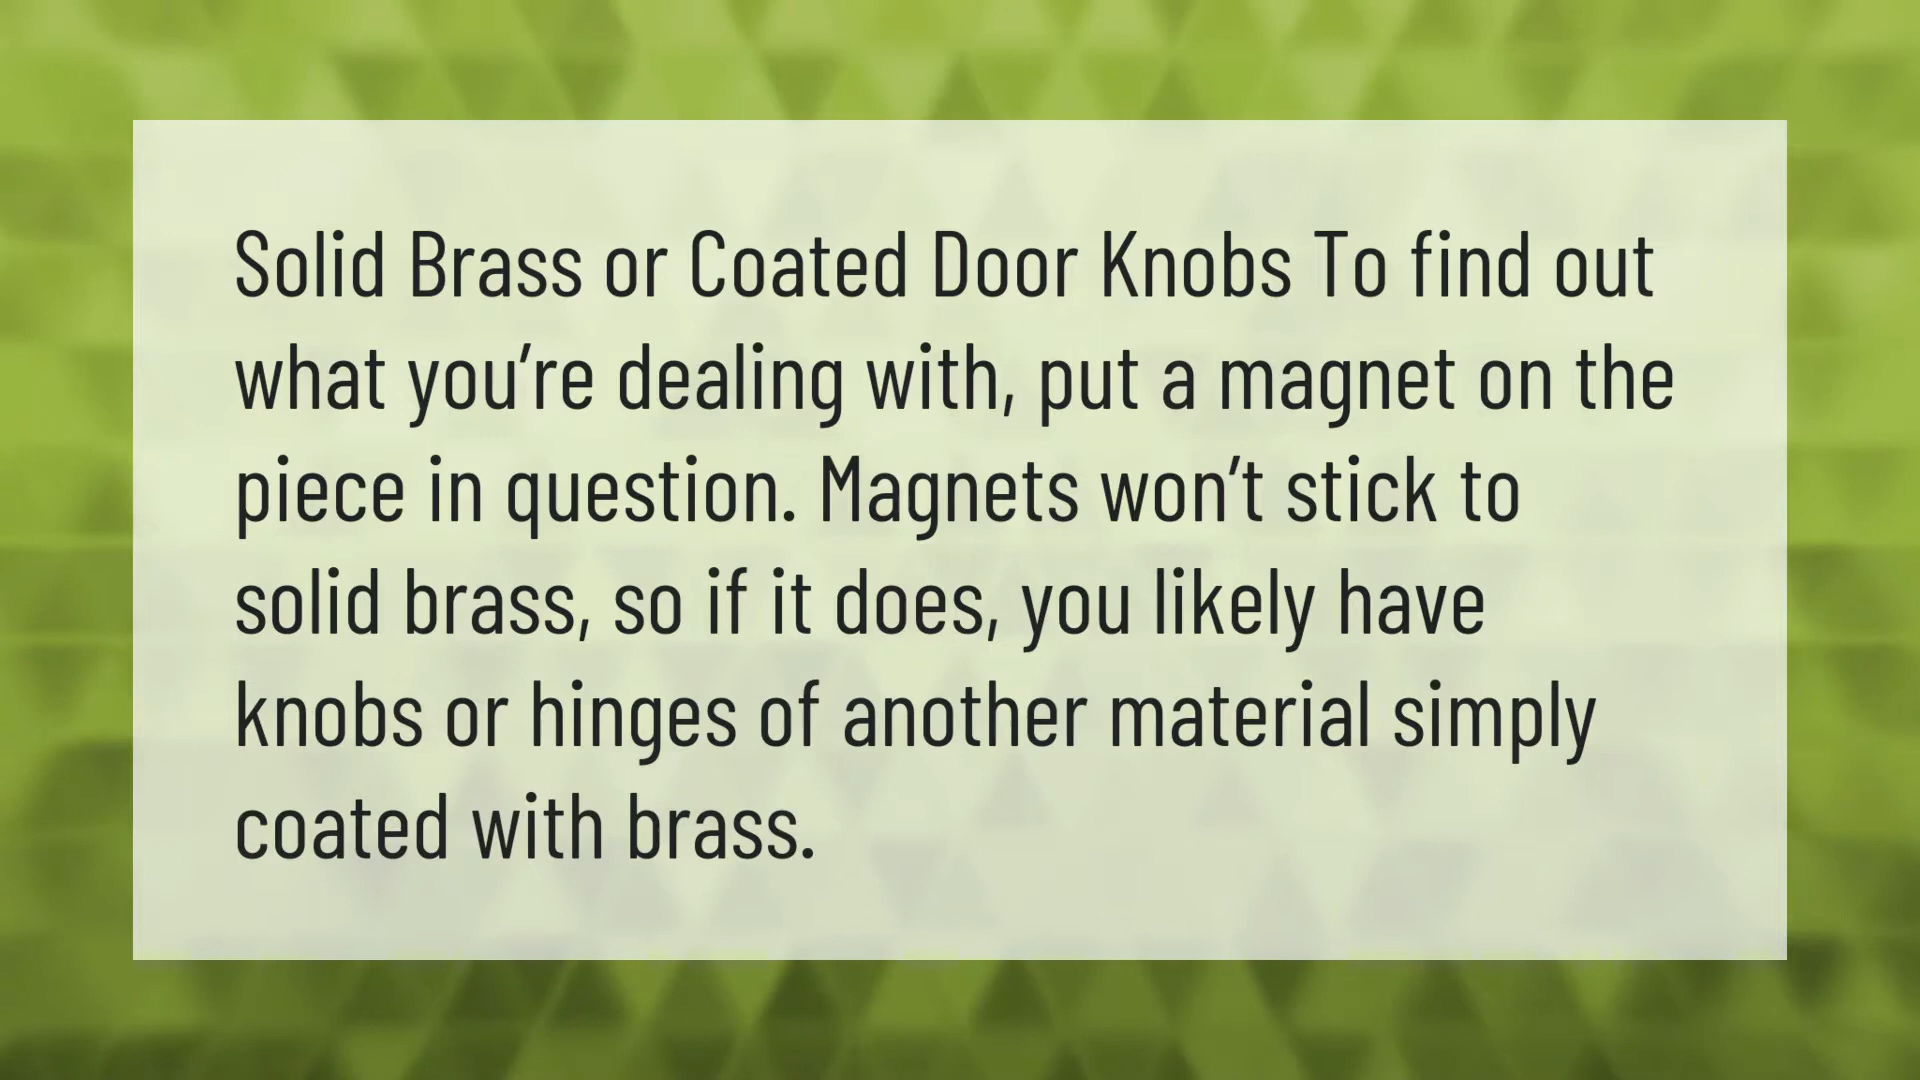 Solid Brass or Coated Door Knobs To find out
what you’re dealing with, put a magnet on the
piece in question. Magnets won’t stick to
solid brass, so if it does, you likely have
knobs or hinges of another material simply
coated with brass.